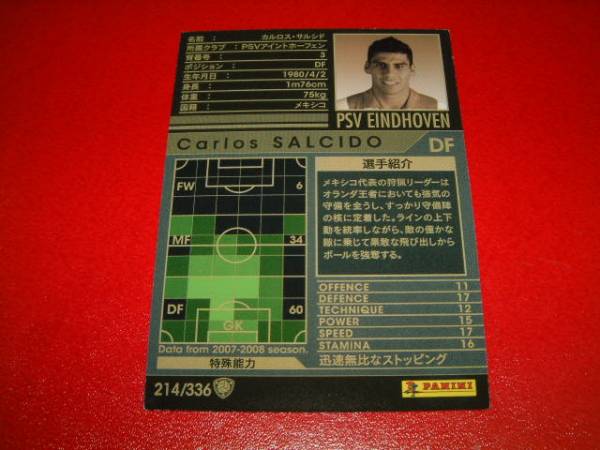 名前 : カルロス・サルシド
所属クラブ : PSVアイントホーフェン
背番号 : 3
ポジション : DF
生年月日 : 1980/4/2
身長 : 1m76cm
体重 : 75kg
国籍 : メキシコ
PSV EINDHOVEN
Carlos SALCIDO
DF
FW 6
MF 34
DF 60
GK
Data from 2007-2008 season.
選手紹介
メキシコ代表の狩猟リーダーは
オランダ王者においても強気の
守備を全うし、すっかり守備陣
の核に定着した。ラインの上下
動を統率しながら、敵の僅かな
隙に乗じて果敢な飛び出しから
ボールを強奪する。
OFFENCE 11
DEFENCE 17
TECHNIQUE 12
POWER 15
SPEED 17
STAMINA 16
特殊能力
迅速無比なストッピング
214/336
PANINI